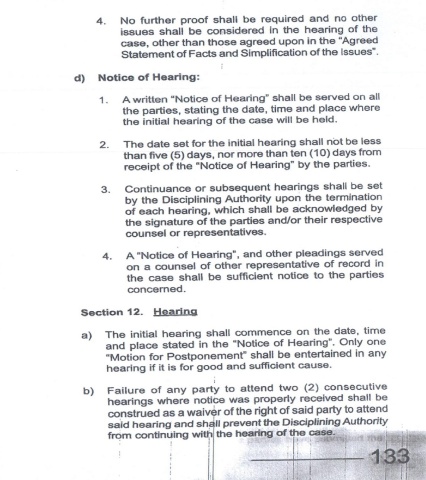 4. No further proof shall be required and no other
issues shall be considered in the hearing of the
case, other than those agreed upon in the "Agreed
Statement of Facts and Simplification of the Issues".
d) Notice of Hearing:
1. A written "Notice of Hearing" shall be served on all
the parties, stating the date, time and place where
the initial hearing of the case will be held.
2. The date set for the initial hearing shall not be less
than five (5) days, nor more than ten (10) days from
receipt of the "Notice of Hearing" by the parties.
3. Continuance or subsequent hearings shall be set
by the Disciplining Authority upon the termination
of each hearing, which shall be acknowledged by
the signature of the parties and/or their respective
counsel or representatives.
4. A "Notice of Hearing", and other pleadings served
on a counsel of other representative of record in
the case shall be sufficient notice to the parties
concerned.
Section 12. Hearing
a) The initial hearing shall commence on the date, time
and place stated in the "Notice of Hearing". Only one
"Motion for Postponement" shall be entertained in any
hearing if it is for good and sufficient cause.
b) Failure of any party to attend two (2) consecutive
hearings where notice was properly received shall be
construed as a waiver of the right of said party to attend
said hearing and shall prevent the Disciplining Authority
from continuing with the hearing of the case.
133